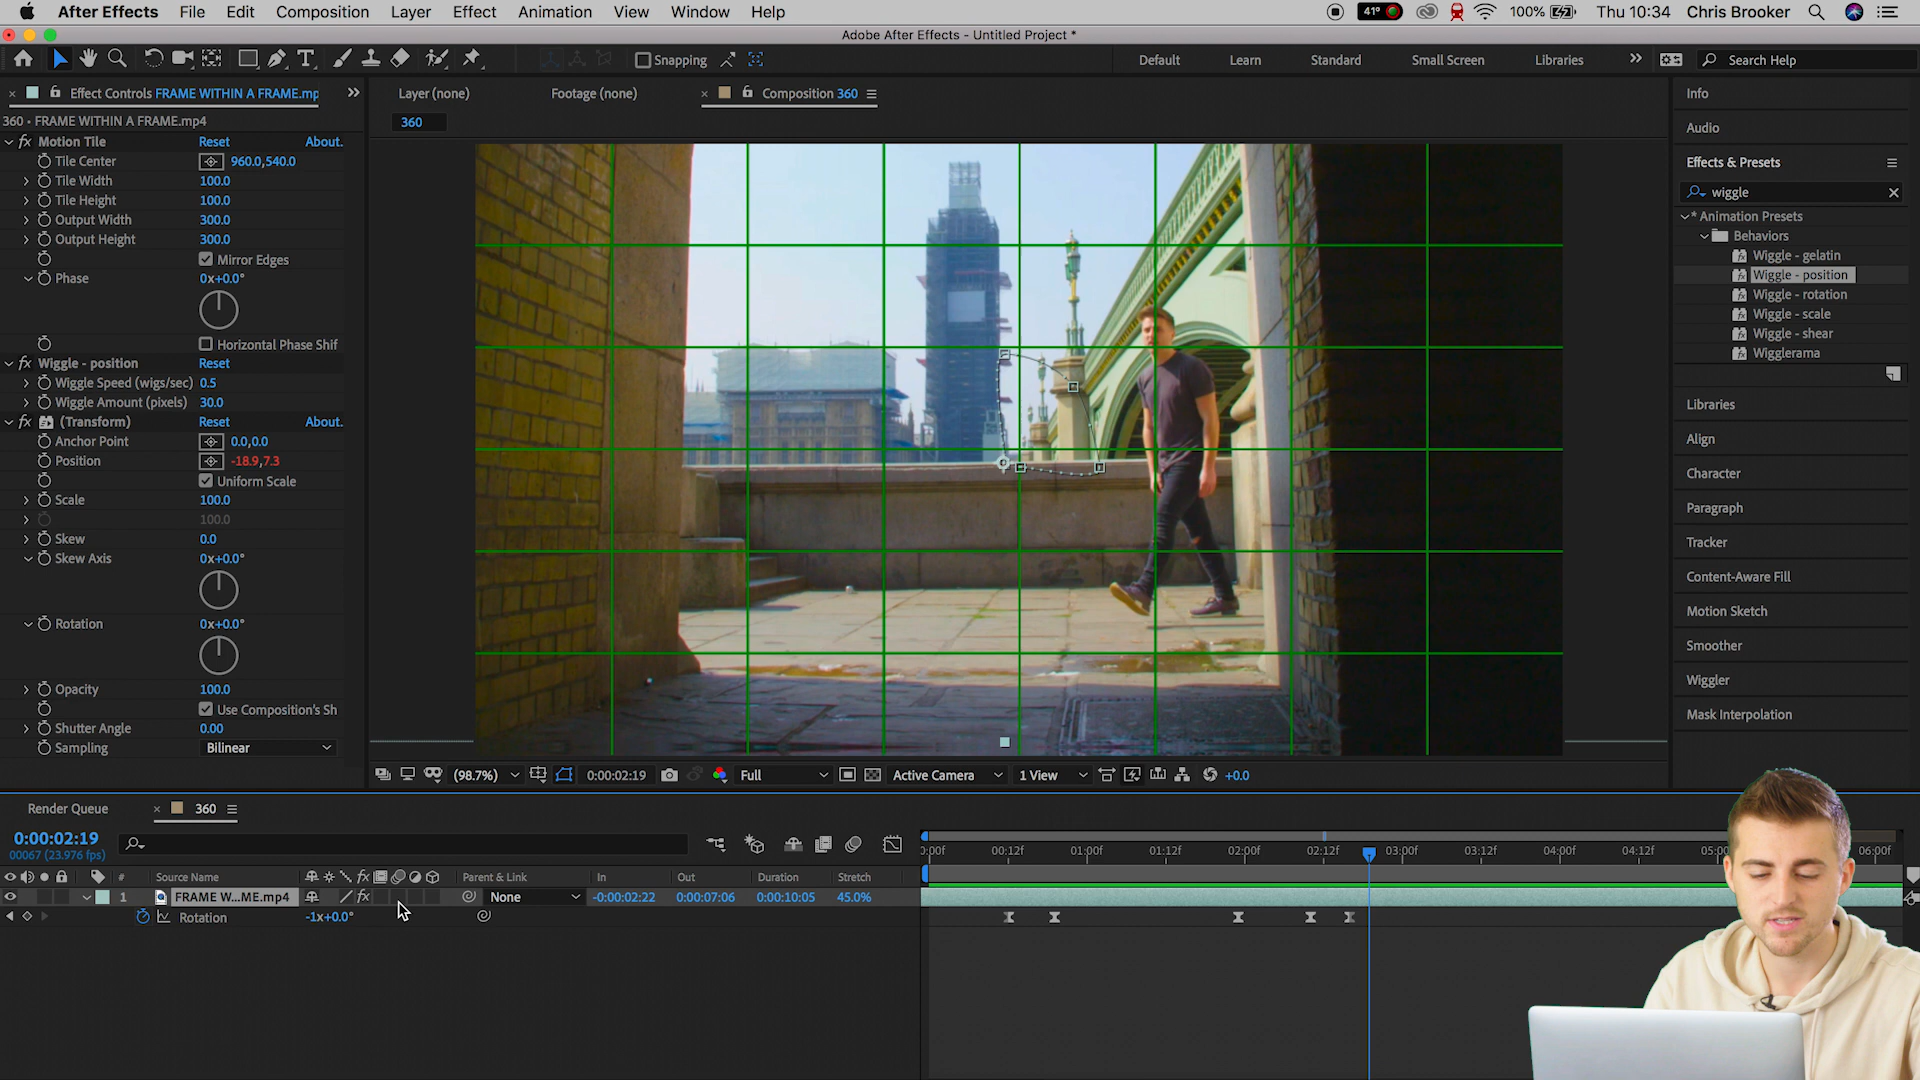 After Effects File Edit Composition Layer Effect Animation View Window Help 41° 100% Thu 10:34 Chris Brooker
Adobe After Effects - Untitled Project *
Snapping Default Learn Standard Small Screen Libraries Search Help
Effect Controls FRAME WITHIN A FRAME.mp
360 • FRAME WITHIN A FRAME.mp4
fx Motion Tile Reset About.
Tile Center 960.0,540.0
Tile Width 100.0
Tile Height 100.0
Output Width 300.0
Output Height 300.0
Mirror Edges
Phase 0x+0.0°
Horizontal Phase Shif
fx Wiggle - position Reset
Wiggle Speed (wigs/sec) 0.5
Wiggle Amount (pixels) 30.0
fx (Transform) Reset About.
Anchor Point 0.0,0.0
Position -18.9,7.3
Uniform Scale
Scale 100.0
100.0
Skew 0.0
Skew Axis 0x+0.0°
Rotation 0x+0.0°
Opacity 100.0
Use Composition's Sh
Shutter Angle 0.00
Sampling Bilinear
Layer (none) Footage (none) Composition 360
360
(98.7%) 0:00:02:19 Full Active Camera 1 View +0.0
Info
Audio
Effects & Presets
wiggle
* Animation Presets
Behaviors
Wiggle - gelatin
Wiggle - position
Wiggle - rotation
Wiggle - scale
Wiggle - shear
Wigglerama
Libraries
Align
Character
Paragraph
Tracker
Content-Aware Fill
Motion Sketch
Smoother
Wiggler
Mask Interpolation
Render Queue 360
0:00:02:19
00067 (23.976 fps)
0:00f 00:12f 01:00f 01:12f 02:00f 02:12f 03:00f 03:12f 04:00f 04:12f 05:00 06:00f
# Source Name fx Parent & Link In Out Duration Stretch
1 FRAME W...ME.mp4 fx None -0:00:02:22 0:00:07:06 0:00:10:05 45.0%
Rotation -1x+0.0°